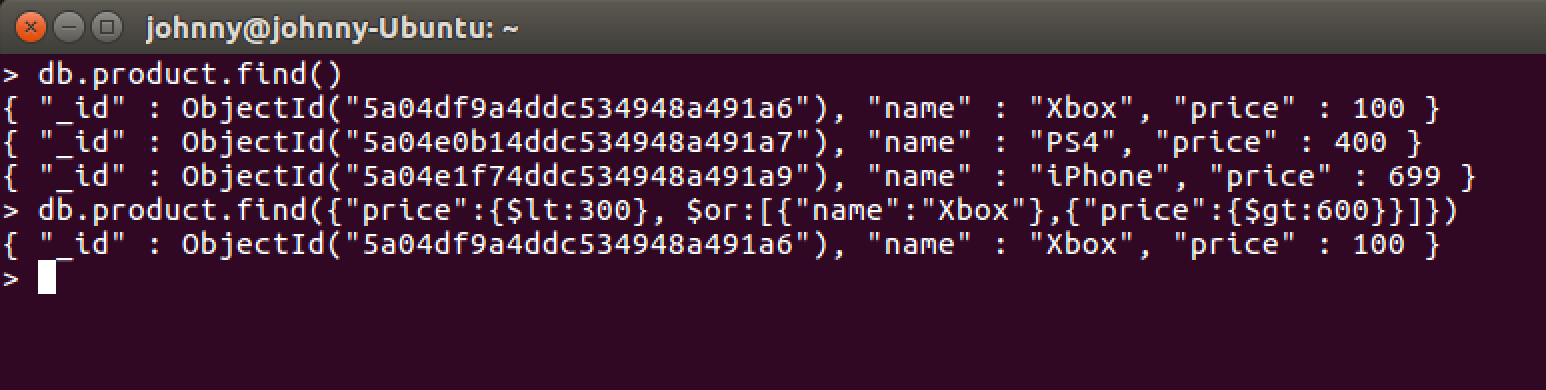 johnny@johnny-Ubuntu: ~
> db.product.find()
{ "_id" : ObjectId("5a04df9a4ddc534948a491a6"), "name" : "Xbox", "price" : 100 }
{ "_id" : ObjectId("5a04e0b14ddc534948a491a7"), "name" : "PS4", "price" : 400 }
{ "_id" : ObjectId("5a04e1f74ddc534948a491a9"), "name" : "iPhone", "price" : 699 }
> db.product.find({"price":{$lt:300}, $or:[{"name":"Xbox"},{"price":{$gt:600}}]})
{ "_id" : ObjectId("5a04df9a4ddc534948a491a6"), "name" : "Xbox", "price" : 100 }
>